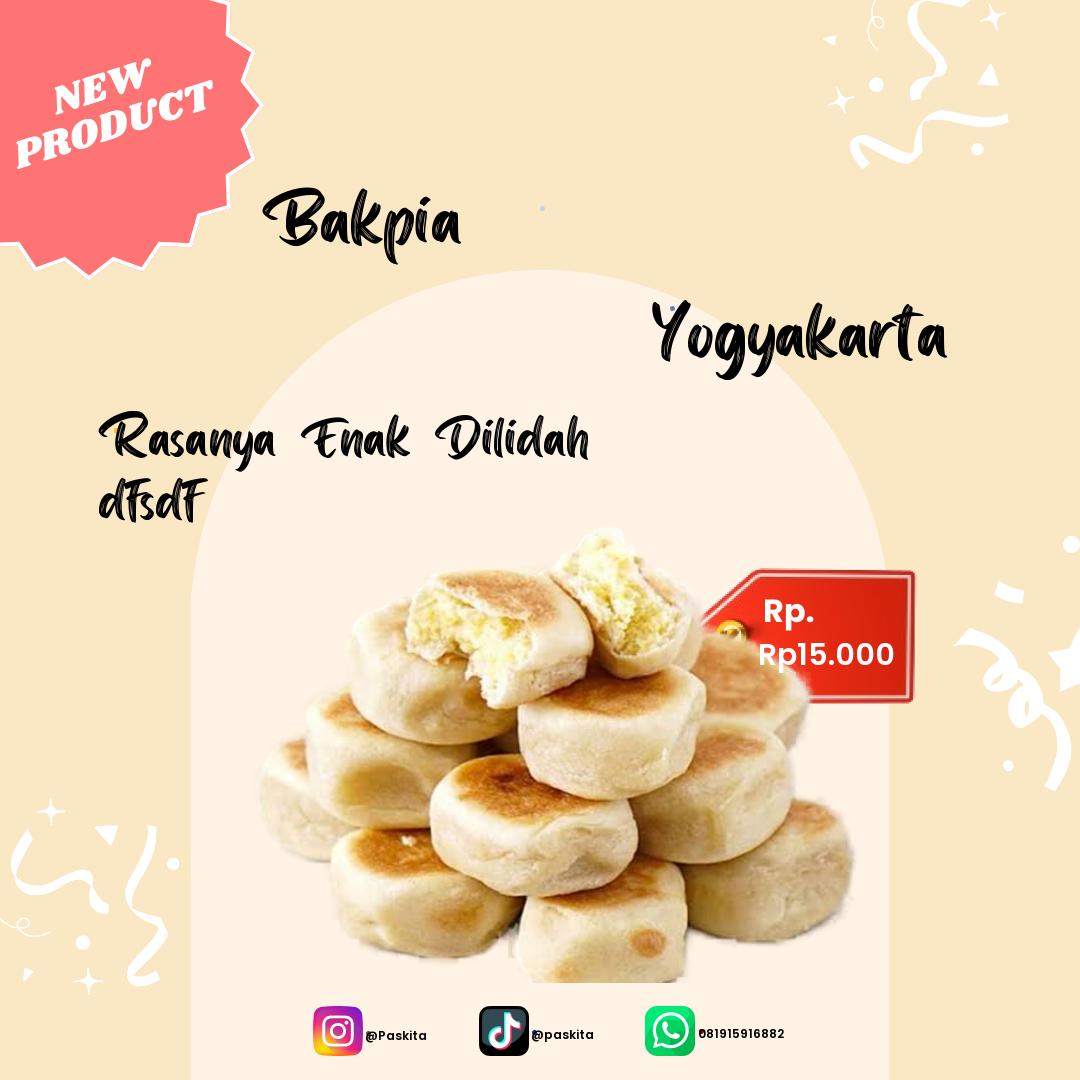 NEW
PRODUCT
Bakpia
Yogyakarta
Rasanya Enak Dilidah
dFsdF
Rp.
Rp15.000
@Paskita
@paskita
081915916882